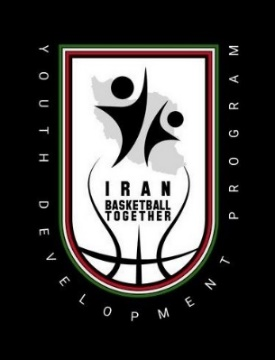 IRAN
BASKETBALL
TOGETHER
YOUTH DEVELOPMENT PROGRAM